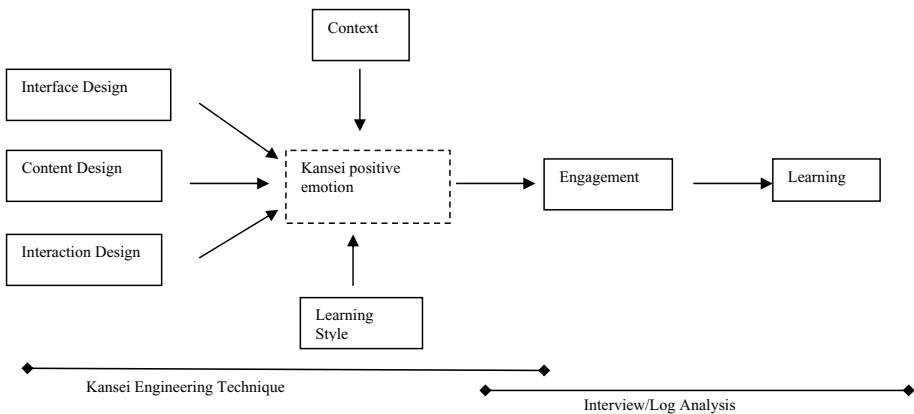 Context
Interface Design
Content Design
Kansei positive
emotion
Engagement
Learning
Interaction Design
Learning
Style
Kansei Engineering Technique
Interview/Log Analysis